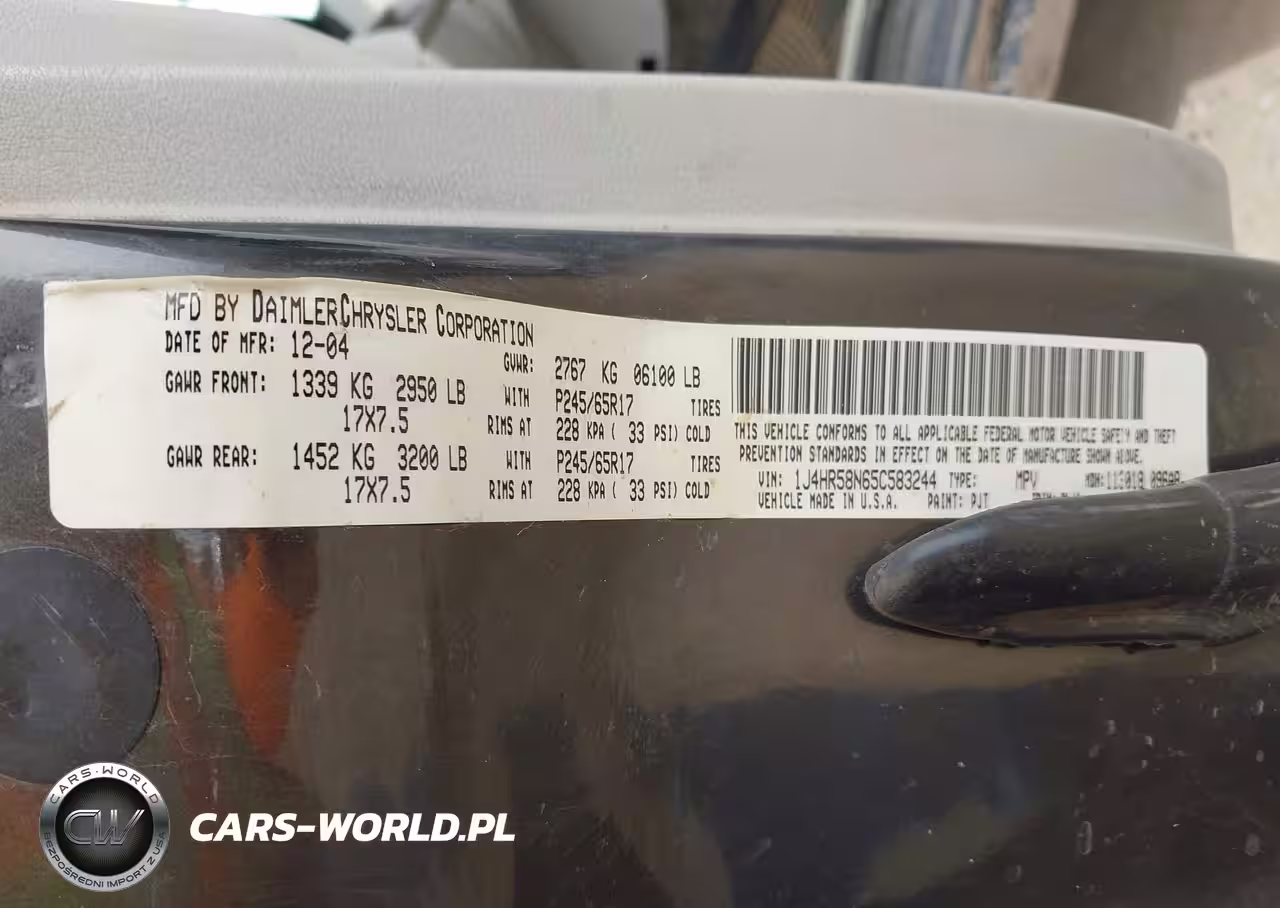 MFD BY DAIMLERCHRYSLER CORPORATION
DATE OF MFR: 12-04
GVWR: 2767 KG 06100 LB
GAWR FRONT: 1339 KG 2950 LB WITH P245/65R17 TIRES
17X7.5 RIMS AT 228 KPA ( 33 PSI) COLD
GAWR REAR: 1452 KG 3200 LB WITH P245/65R17 TIRES
17X7.5 RIMS AT 228 KPA ( 33 PSI) COLD
THIS VEHICLE CONFORMS TO ALL APPLICABLE FEDERAL MOTOR VEHICLE SAFETY AND THEFT
PREVENTION STANDARDS IN EFFECT ON THE DATE OF MANUFACTURE SHOWN ABOVE.
VIN: 1J4HR58N65C583244 TYPE: MPV MDH:
VEHICLE MADE IN U.S.A. PAINT: PJT
CARS-WORLD
CW
BEZPOŚREDNI IMPORT Z USA
CARS-WORLD.PL